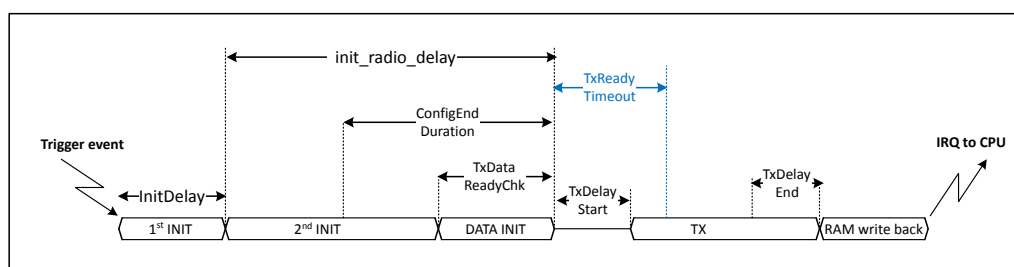 init_radio_delay
TxReady
Timeout
ConfigEnd
Duration
Trigger event
IRQ to CPU
TxData
ReadyChk
TxDelay
Start
TxDelay
End
InitDelay
1st INIT
2nd INIT
DATA INIT
TX
RAM write back